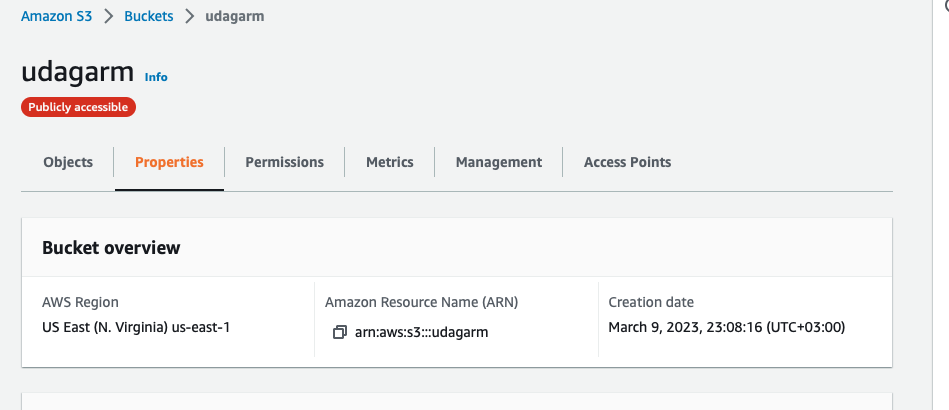 Amazon S3 > Buckets > udagarm
udagarm Info
Publicly accessible
Objects Properties Permissions Metrics Management Access Points
Bucket overview
AWS Region Amazon Resource Name (ARN) Creation date
US East (N. Virginia) us-east-1 arn:aws:s3:::udagarm March 9, 2023, 23:08:16 (UTC+03:00)